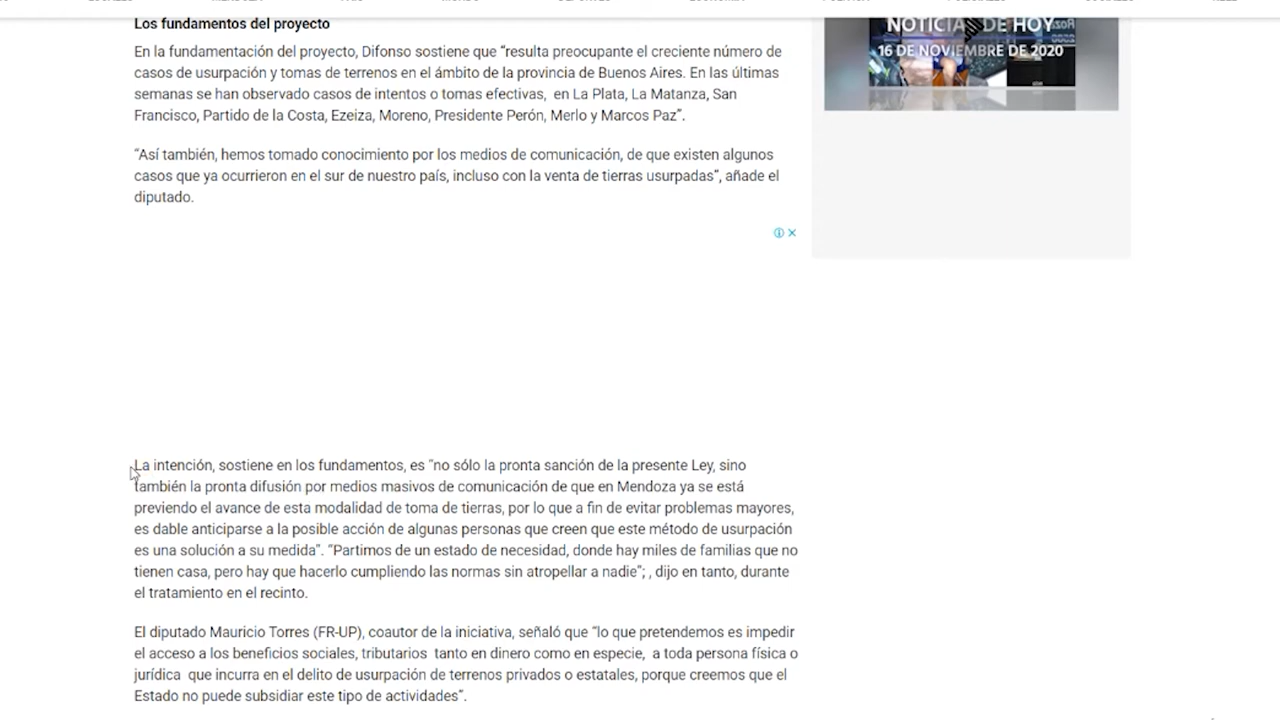 Los fundamentos del proyecto
En la fundamentación del proyecto, Difonso sostiene que “resulta preocupante el creciente número de
casos de usurpación y tomas de terrenos en el ámbito de la provincia de Buenos Aires. En las últimas
semanas se han observado casos de intentos o tomas efectivas,  en La Plata, La Matanza, San
Francisco, Partido de la Costa, Ezeiza, Moreno, Presidente Perón, Merlo y Marcos Paz”.
“Así también, hemos tomado conocimiento por los medios de comunicación, de que existen algunos
casos que ya ocurrieron en el sur de nuestro país, incluso con la venta de tierras usurpadas”, añade el
diputado.
La intención, sostiene en los fundamentos, es “no sólo la pronta sanción de la presente Ley, sino
también la pronta difusión por medios masivos de comunicación de que en Mendoza ya se está
previendo el avance de esta modalidad de toma de tierras, por lo que a fin de evitar problemas mayores,
es dable anticiparse a la posible acción de algunas personas que creen que este método de usurpación
es una solución a su medida”. “Partimos de un estado de necesidad, donde hay miles de familias que no
tienen casa, pero hay que hacerlo cumpliendo las normas sin atropellar a nadie”; , dijo en tanto, durante
el tratamiento en el recinto.
El diputado Mauricio Torres (FR-UP), coautor de la iniciativa, señaló que “lo que pretendemos es impedir
el acceso a los beneficios sociales, tributarios  tanto en dinero como en especie,  a toda persona física o
jurídica  que incurra en el delito de usurpación de terrenos privados o estatales, porque creemos que el
Estado no puede subsidiar este tipo de actividades”.
NOTICIA DE HOY
16 DE NOVIEMBRE DE 2020